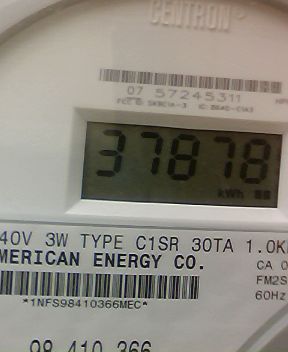 CENTRON®
07 57245311
37878
kWh
40V 3W TYPE C1SR 30TA 1.0K
MERICAN ENERGY CO.
CA 0
FM2S
60Hz
*1NFS98410366MEC*
98 410 366